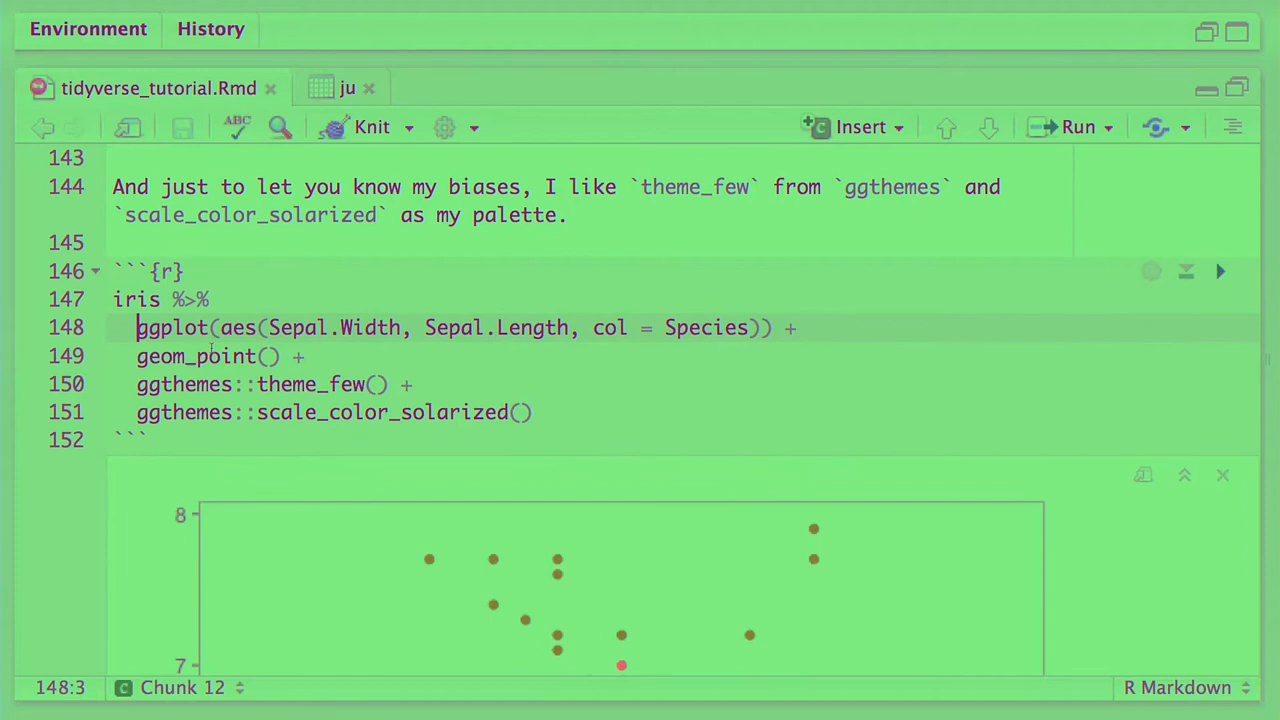 Environment History
tidyverse_tutorial.Rmd ju
ABC Knit Insert Run
143
144 And just to let you know my biases, I like `theme_few` from `ggthemes` and
`scale_color_solarized` as my palette.
145
146 ```{r}
147 iris %>%
148 ggplot(aes(Sepal.Width, Sepal.Length, col = Species)) +
149 geom_point() +
150 ggthemes::theme_few() +
151 ggthemes::scale_color_solarized()
152 ```
8
7
148:3 C Chunk 12 R Markdown